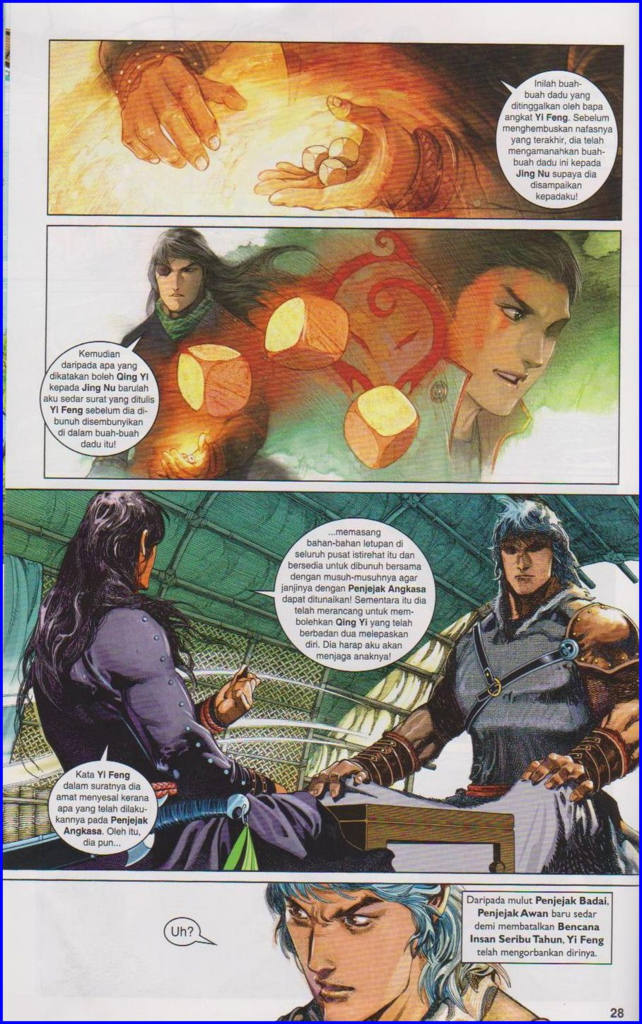 Inilah buah-
buah dadu yang
ditinggalkan oleh bapa
angkat Yi Feng. Sebelum
menghembuskan nafasnya
yang terakhir, dia telah
mengamanahkan buah-
buah dadu ini kepada
Jing Nu supaya dia
disampaikan
kepadaku!
Kemudian
daripada apa yang
dikatakan boleh Qing Yi
kepada Jing Nu barulah
aku sedar surat yang ditulis
Yi Feng sebelum dia di-
bunuh disembunyikan
di dalam buah-buah
dadu itu!
...memasang
bahan-bahan letupan di
seluruh pusat istirehat itu dan
bersedia untuk dibunuh bersama
dengan musuh-musuhnya agar
janjinya dengan Penjejak Angkasa
dapat ditunaikan! Sementara itu dia
telah merancang untuk mem-
bolehkan Qing Yi yang telah
berbadan dua melepaskan
diri. Dia harap aku akan
menjaga anaknya!
Kata Yi Feng
dalam suratnya dia
amat menyesal kerana
apa yang telah dilaku-
kannya pada Penjejak
Angkasa. Oleh itu,
dia pun...
Uh?
Daripada mulut Penjejak Badai,
Penjejak Awan baru sedar
demi membatalkan Bencana
Insan Seribu Tahun, Yi Feng
telah mengorbankan dirinya.
28